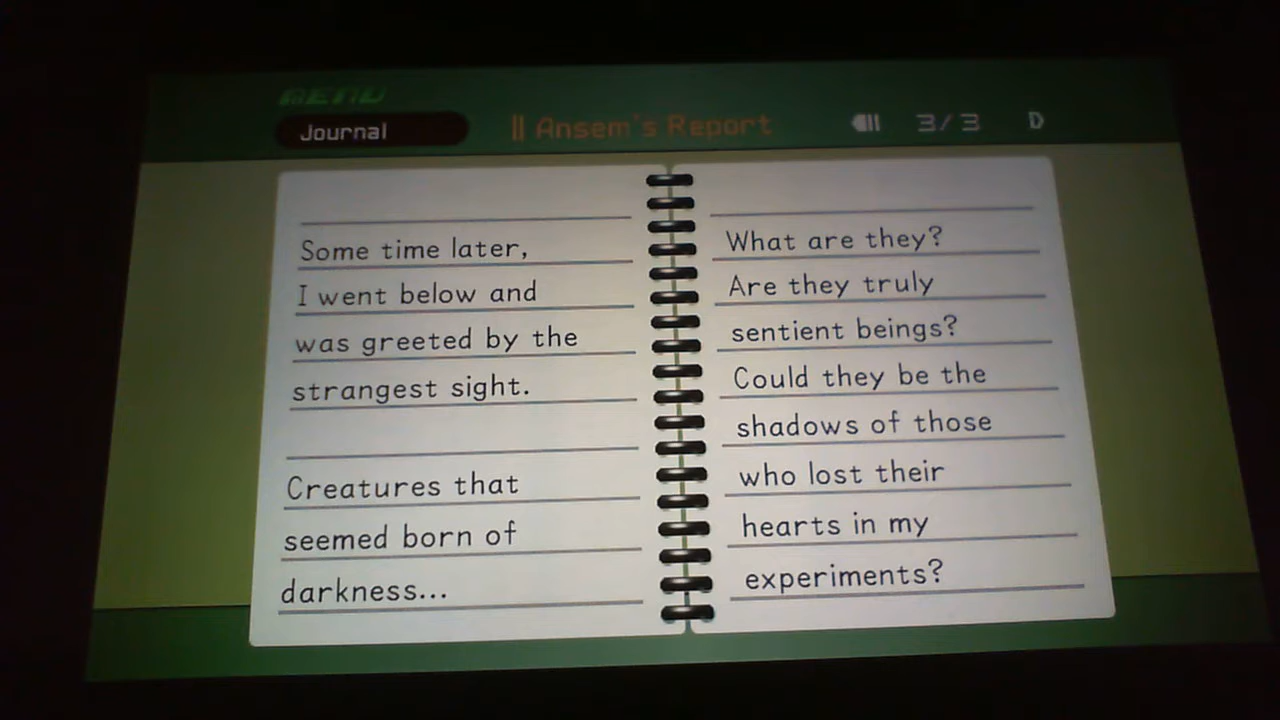 MENU
Journal
Ansem's Report
3/3
Some time later,
I went below and
was greeted by the
strangest sight.
Creatures that
seemed born of
darkness...
What are they?
Are they truly
sentient beings?
Could they be the
shadows of those
who lost their
hearts in my
experiments?